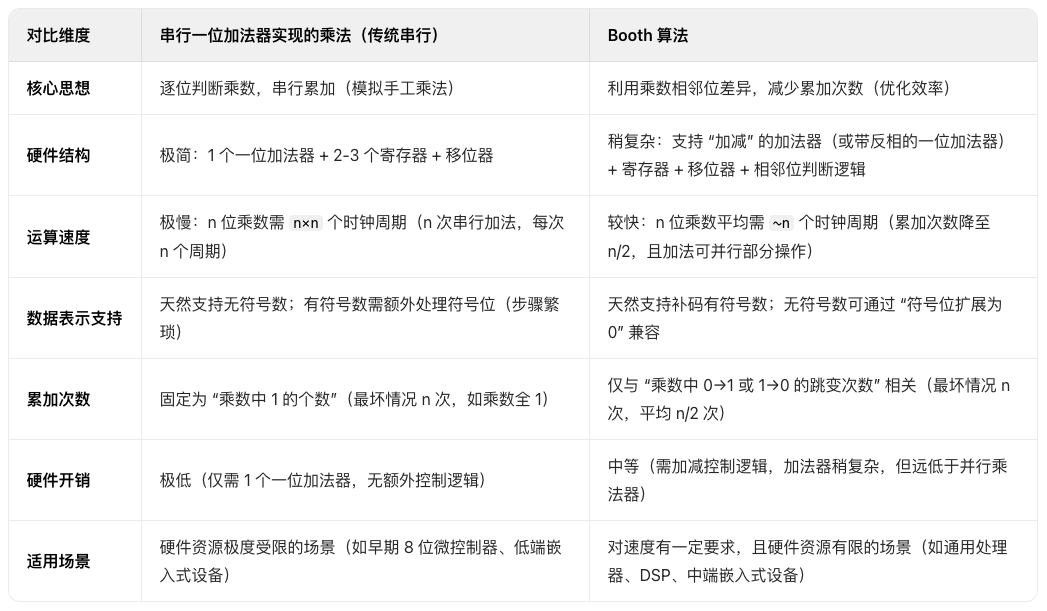 对比维度
串行一位加法器实现的乘法（传统串行）
Booth 算法
核心思想
逐位判断乘数，串行累加（模拟手工乘法）
利用乘数相邻位差异，减少累加次数（优化效率）
硬件结构
极简：1 个一位加法器 + 2-3 个寄存器 + 移位器
稍复杂：支持 “加减” 的加法器（或带反相的一位加法器）
+ 寄存器 + 移位器 + 相邻位判断逻辑
运算速度
极慢：n 位乘数需 n×n 个时钟周期（n 次串行加法，每次
n 个周期）
较快：n 位乘数平均需 ~n 个时钟周期（累加次数降至
n/2，且加法可并行部分操作）
数据表示支持
天然支持无符号数；有符号数需额外处理符号位（步骤繁
琐）
天然支持补码有符号数；无符号数可通过 “符号位扩展为
0” 兼容
累加次数
固定为 “乘数中 1 的个数”（最坏情况 n 次，如乘数全 1）
仅与 “乘数中 0→1 或 1→0 的跳变次数” 相关（最坏情况 n
次，平均 n/2 次）
硬件开销
极低（仅需 1 个一位加法器，无额外控制逻辑）
中等（需加减控制逻辑，加法器稍复杂，但远低于并行乘
法器）
适用场景
硬件资源极度受限的场景（如早期 8 位微控制器、低端嵌
入式设备）
对速度有一定要求，且硬件资源有限的场景（如通用处理
器、DSP、中端嵌入式设备）